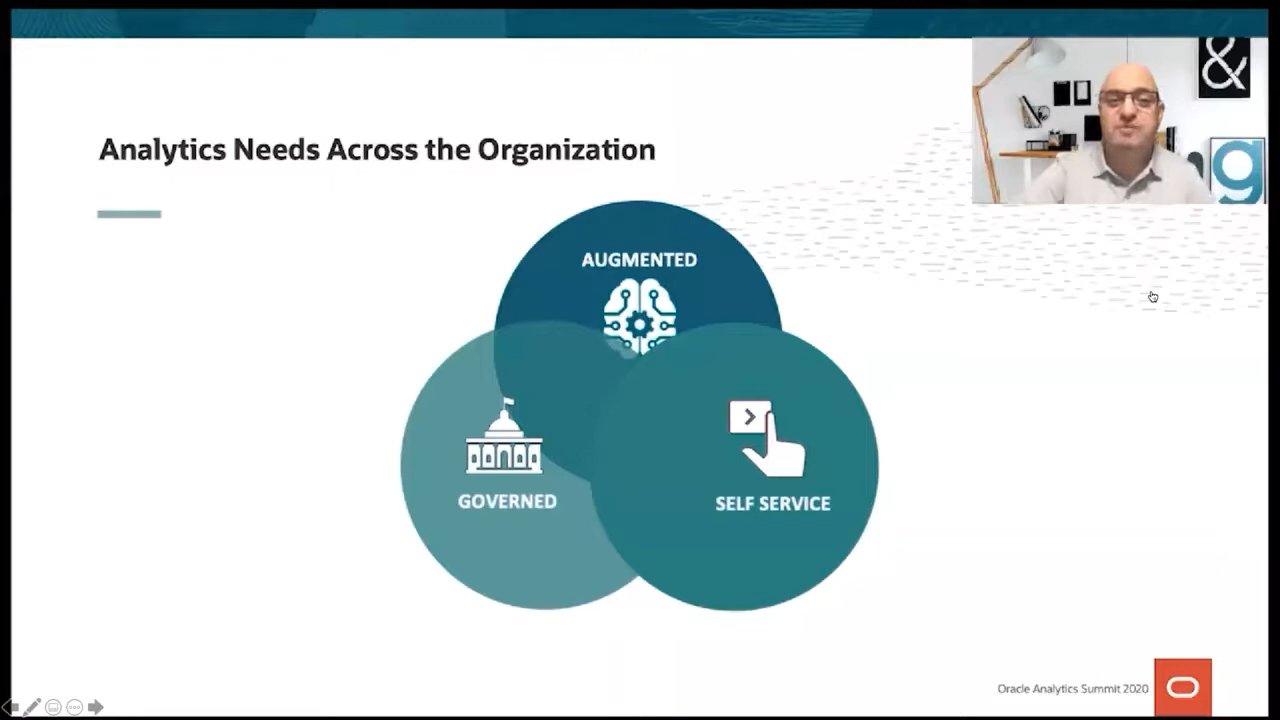 Analytics Needs Across the Organization
&
g
AUGMENTED
GOVERNED
SELF SERVICE
Oracle Analytics Summit 2020